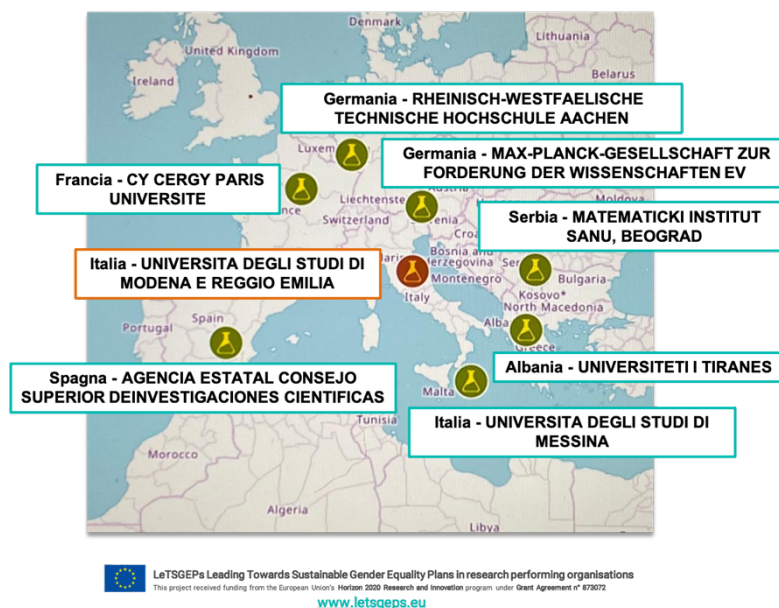 Denmark
Lithuania
United Kingdom
Ireland
Belarus
Germania - RHEINISCH-WESTFAELISCHE
TECHNISCHE HOCHSCHULE AACHEN
Luxem
Germania - MAX-PLANCK-GESELLSCHAFT ZUR
FORDERUNG DER WISSENSCHAFTEN EV
Francia - CY CERGY PARIS
UNIVERSITE
Liechtenste
Switzerland
Serbia - MATEMATICKI INSTITUT
SANU, BEOGRAD
Italia - UNIVERSITA DEGLI STUDI DI
MODENA E REGGIO EMILIA
Bosnia and
Herzegovina
Montenegro
Bulgaria
Kosovo*
North Macedonia
Italy
Portugal
Spain
Greece
Albania - UNIVERSITETI I TIRANES
Spagna - AGENCIA ESTATAL CONSEJO
SUPERIOR DEINVESTIGACIONES CIENTIFICAS
Malta
Italia - UNIVERSITA DEGLI STUDI DI
MESSINA
Tunisia
Morocco
Algeria
Libya
LeTSGEPs Leading Towards Sustainable Gender Equality Plans in research performing organisations
This project received funding from the European Union's Horizon 2020 Research and Innovation program under Grant Agreement n° 873072
www.letsgeps.eu